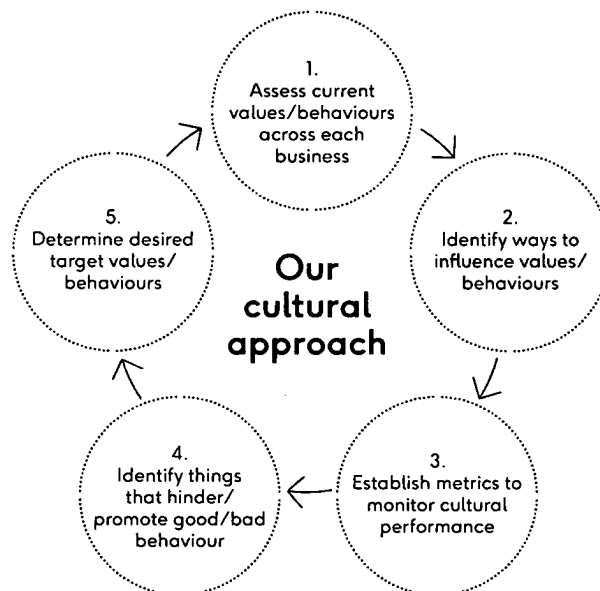 1.
Assess current
values/behaviours
across each
business
2.
Identify ways to
influence values/
behaviours
3.
Establish metrics to
monitor cultural
performance
4.
Identify things
that hinder/
promote good/bad
behaviour
5.
Determine desired
target values/
behaviours
Our
cultural
approach